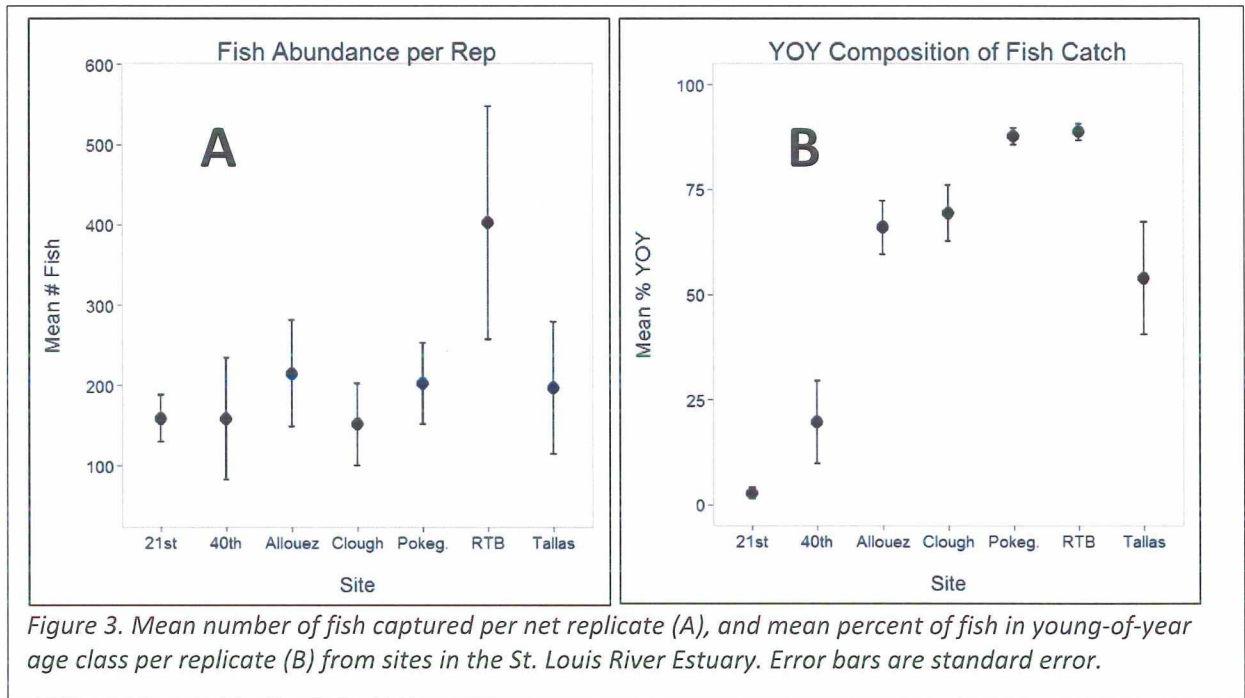 Fish Abundance per Rep
A
600
500
400
300
200
100
Mean # Fish
21st 40th Allouez Clough Pokeg. RTB Tallas
Site
YOY Composition of Fish Catch
B
100
75
50
25
0
Mean % YOY
21st 40th Allouez Clough Pokeg. RTB Tallas
Site
Figure 3. Mean number of fish captured per net replicate (A), and mean percent of fish in young-of-year
age class per replicate (B) from sites in the St. Louis River Estuary. Error bars are standard error.